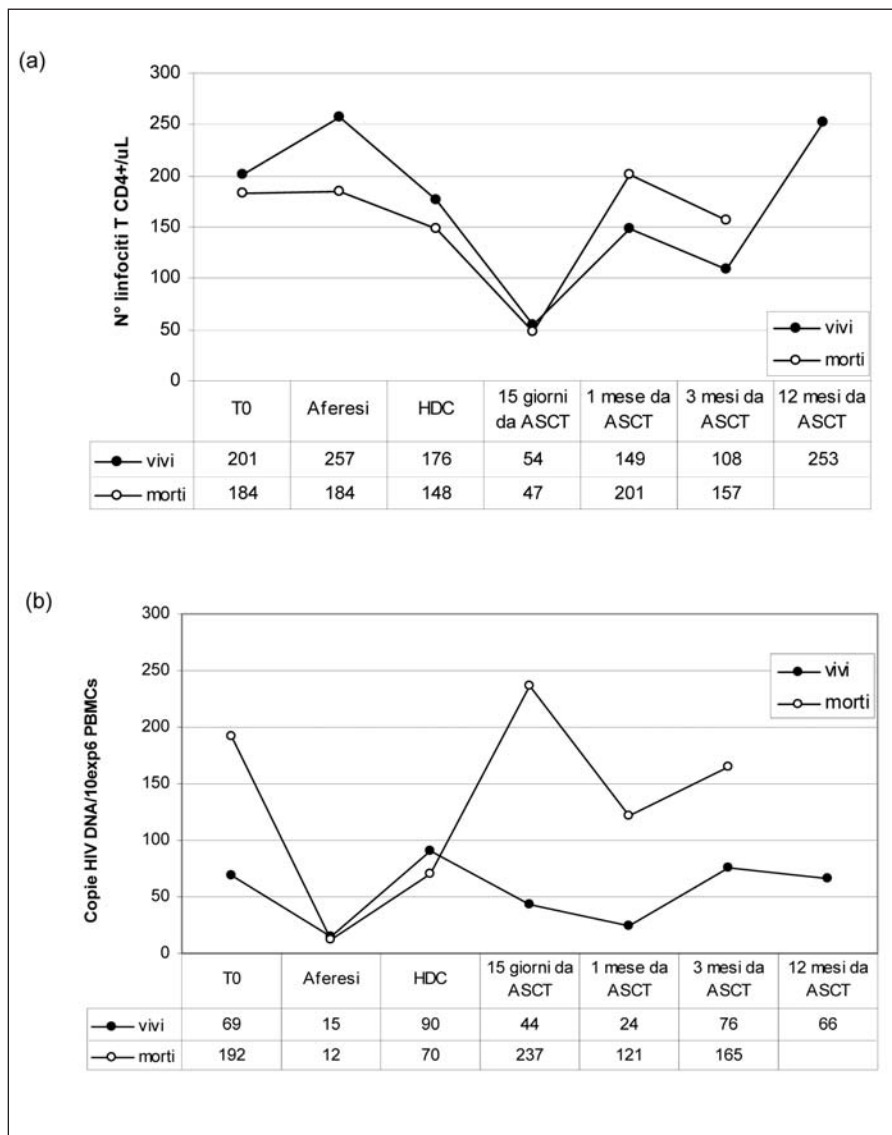 (a)
N° linfociti T CD4+/uL
300
250
200
150
100
50
0
vivi
morti
T0 Aferesi HDC 15 giorni da ASCT 1 mese da ASCT 3 mesi da ASCT 12 mesi da ASCT
vivi 201 257 176 54 149 108 253
morti 184 184 148 47 201 157
(b)
Copie HIV DNA/10exp6 PBMCs
300
250
200
150
100
50
0
vivi
morti
T0 Aferesi HDC 15 giorni da ASCT 1 mese da ASCT 3 mesi da ASCT 12 mesi da ASCT
vivi 69 15 90 44 24 76 66
morti 192 12 70 237 121 165